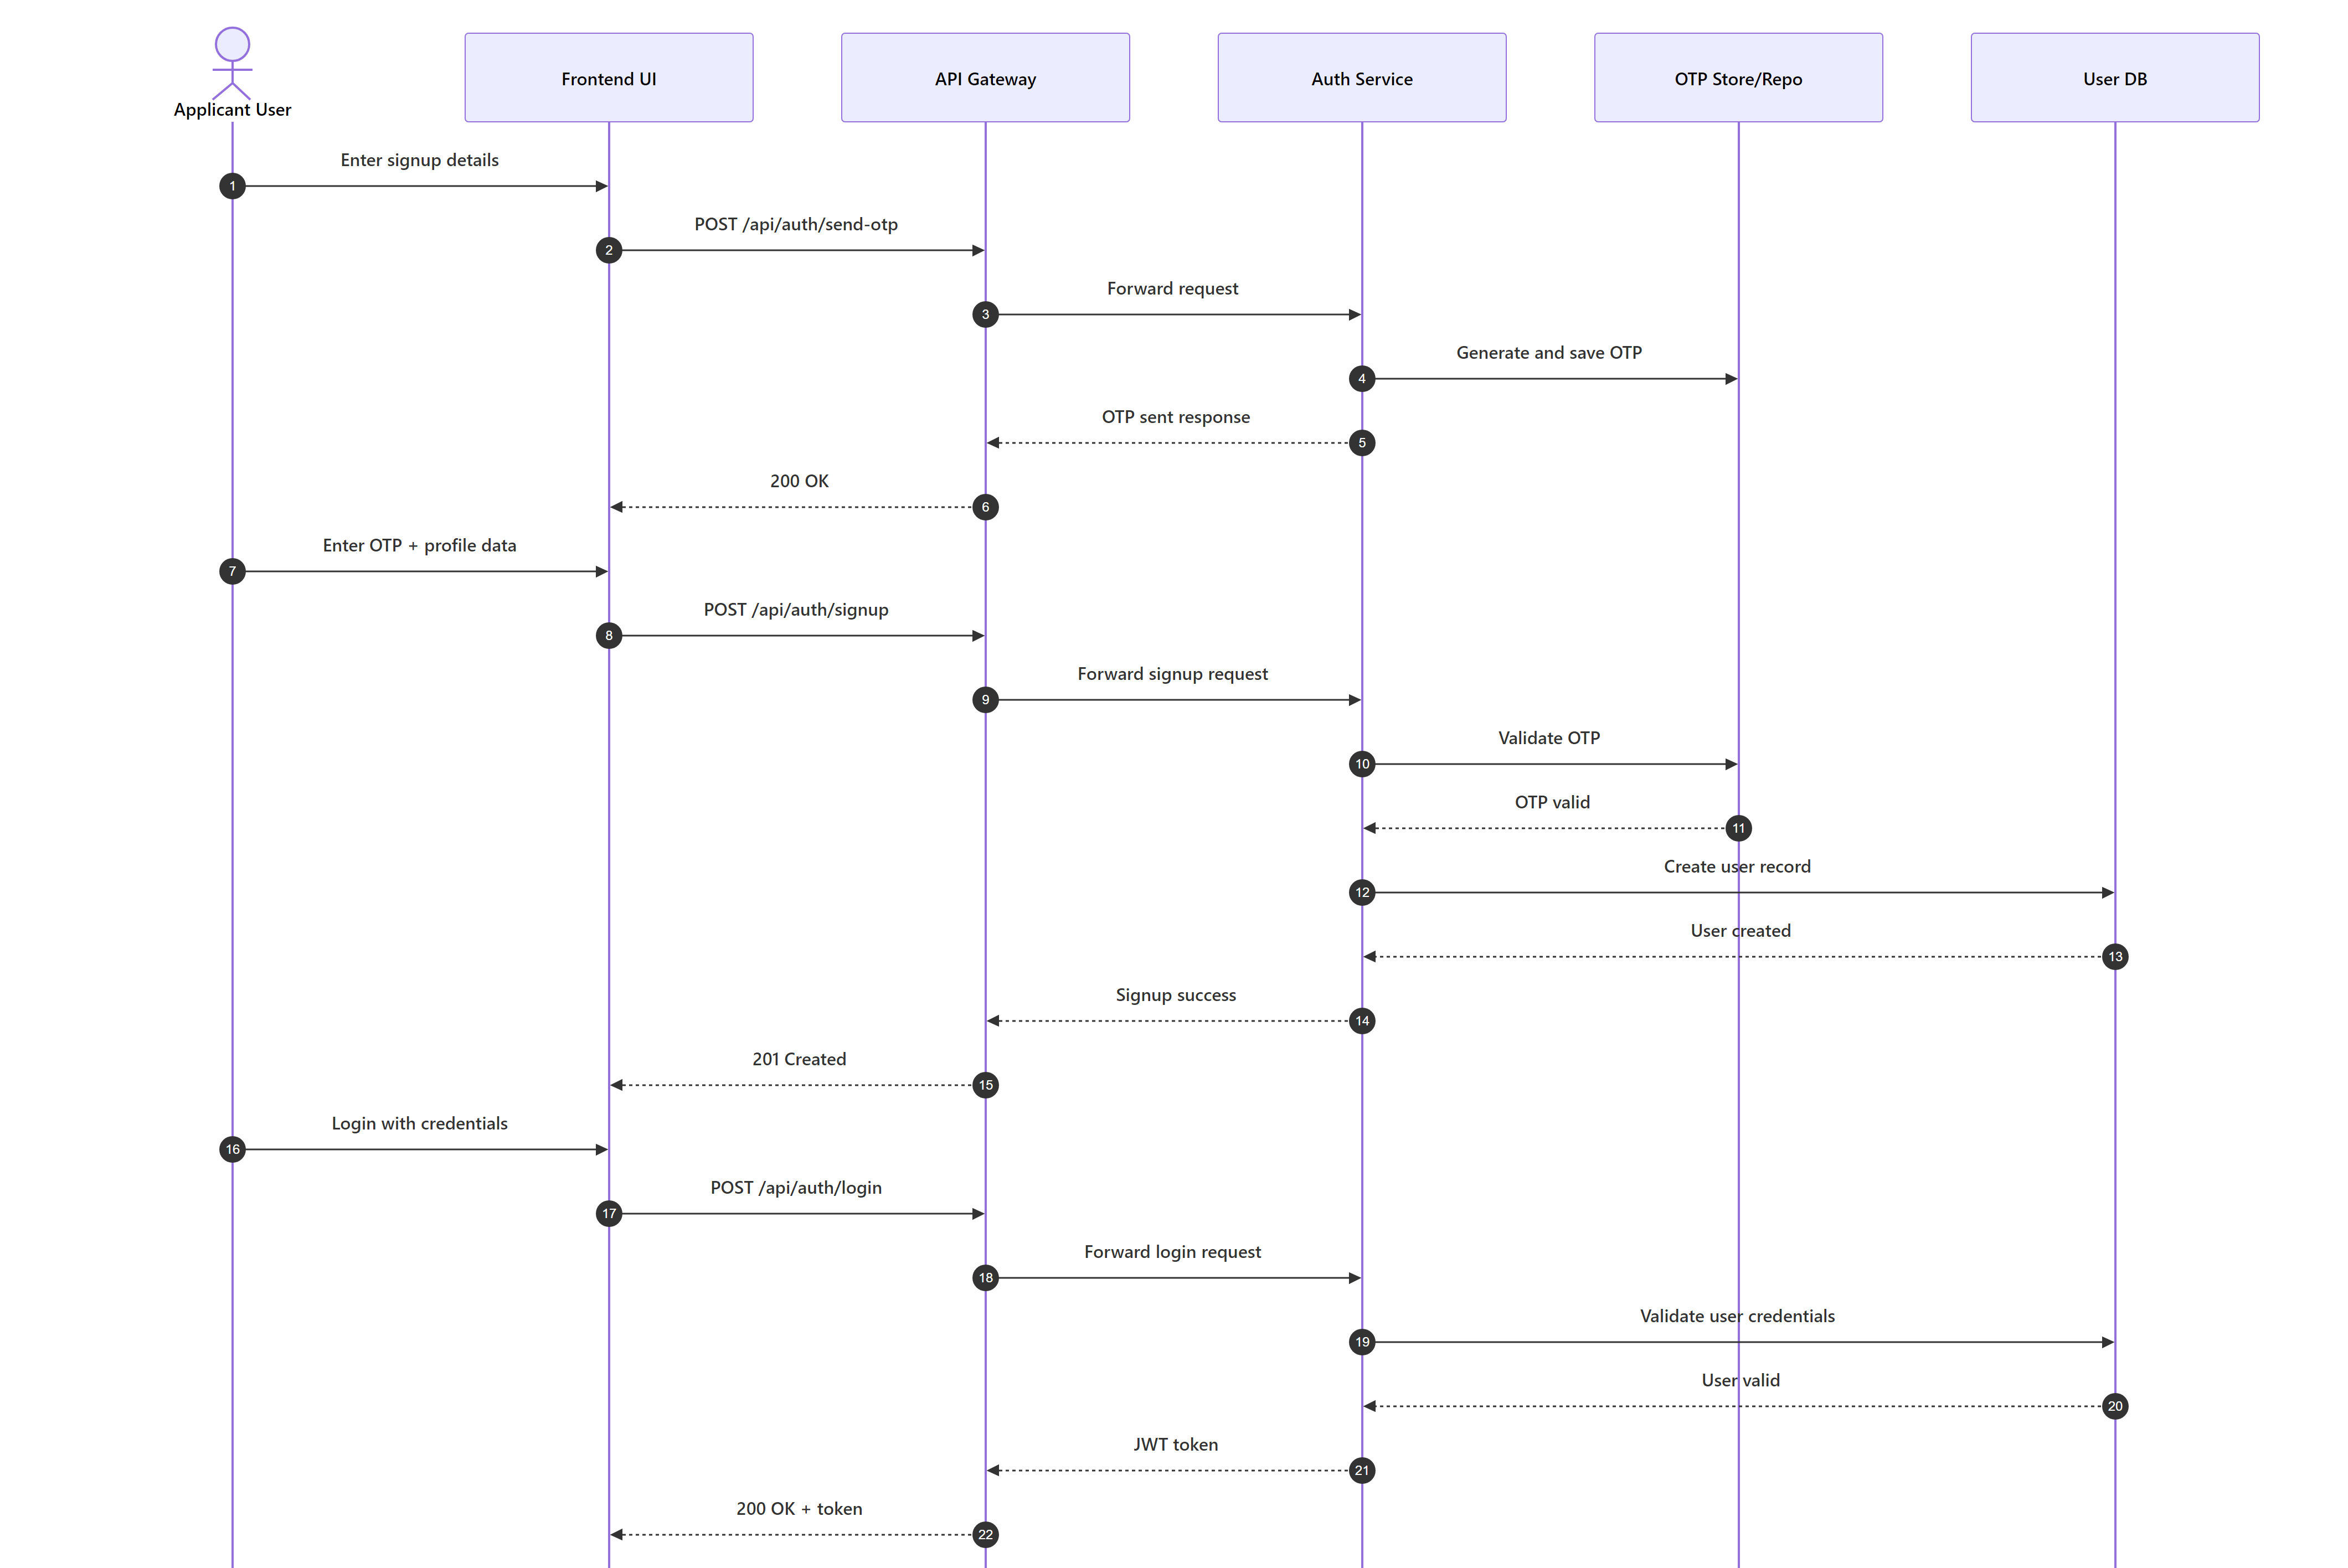 Applicant User
Frontend UI
API Gateway
Auth Service
OTP Store/Repo
User DB
Enter signup details
1
POST /api/auth/send-otp
2
Forward request
3
Generate and save OTP
4
OTP sent response
5
200 OK
6
Enter OTP + profile data
7
POST /api/auth/signup
8
Forward signup request
9
Validate OTP
10
OTP valid
11
Create user record
12
User created
13
Signup success
14
201 Created
15
Login with credentials
16
POST /api/auth/login
17
Forward login request
18
Validate user credentials
19
User valid
20
JWT token
21
200 OK + token
22